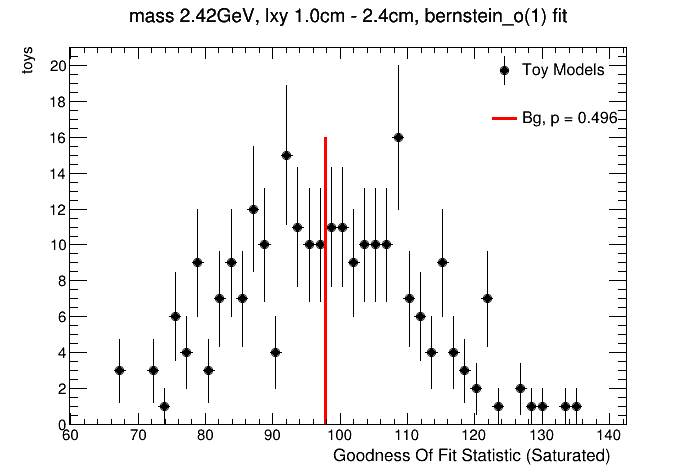 mass 2.42GeV, lxy 1.0cm - 2.4cm, bernstein_o(1) fit
toys
20
18
16
14
12
10
8
6
4
2
0
Toy Models
Bg, p = 0.496
60 70 80 90 100 110 120 130 140
Goodness Of Fit Statistic (Saturated)